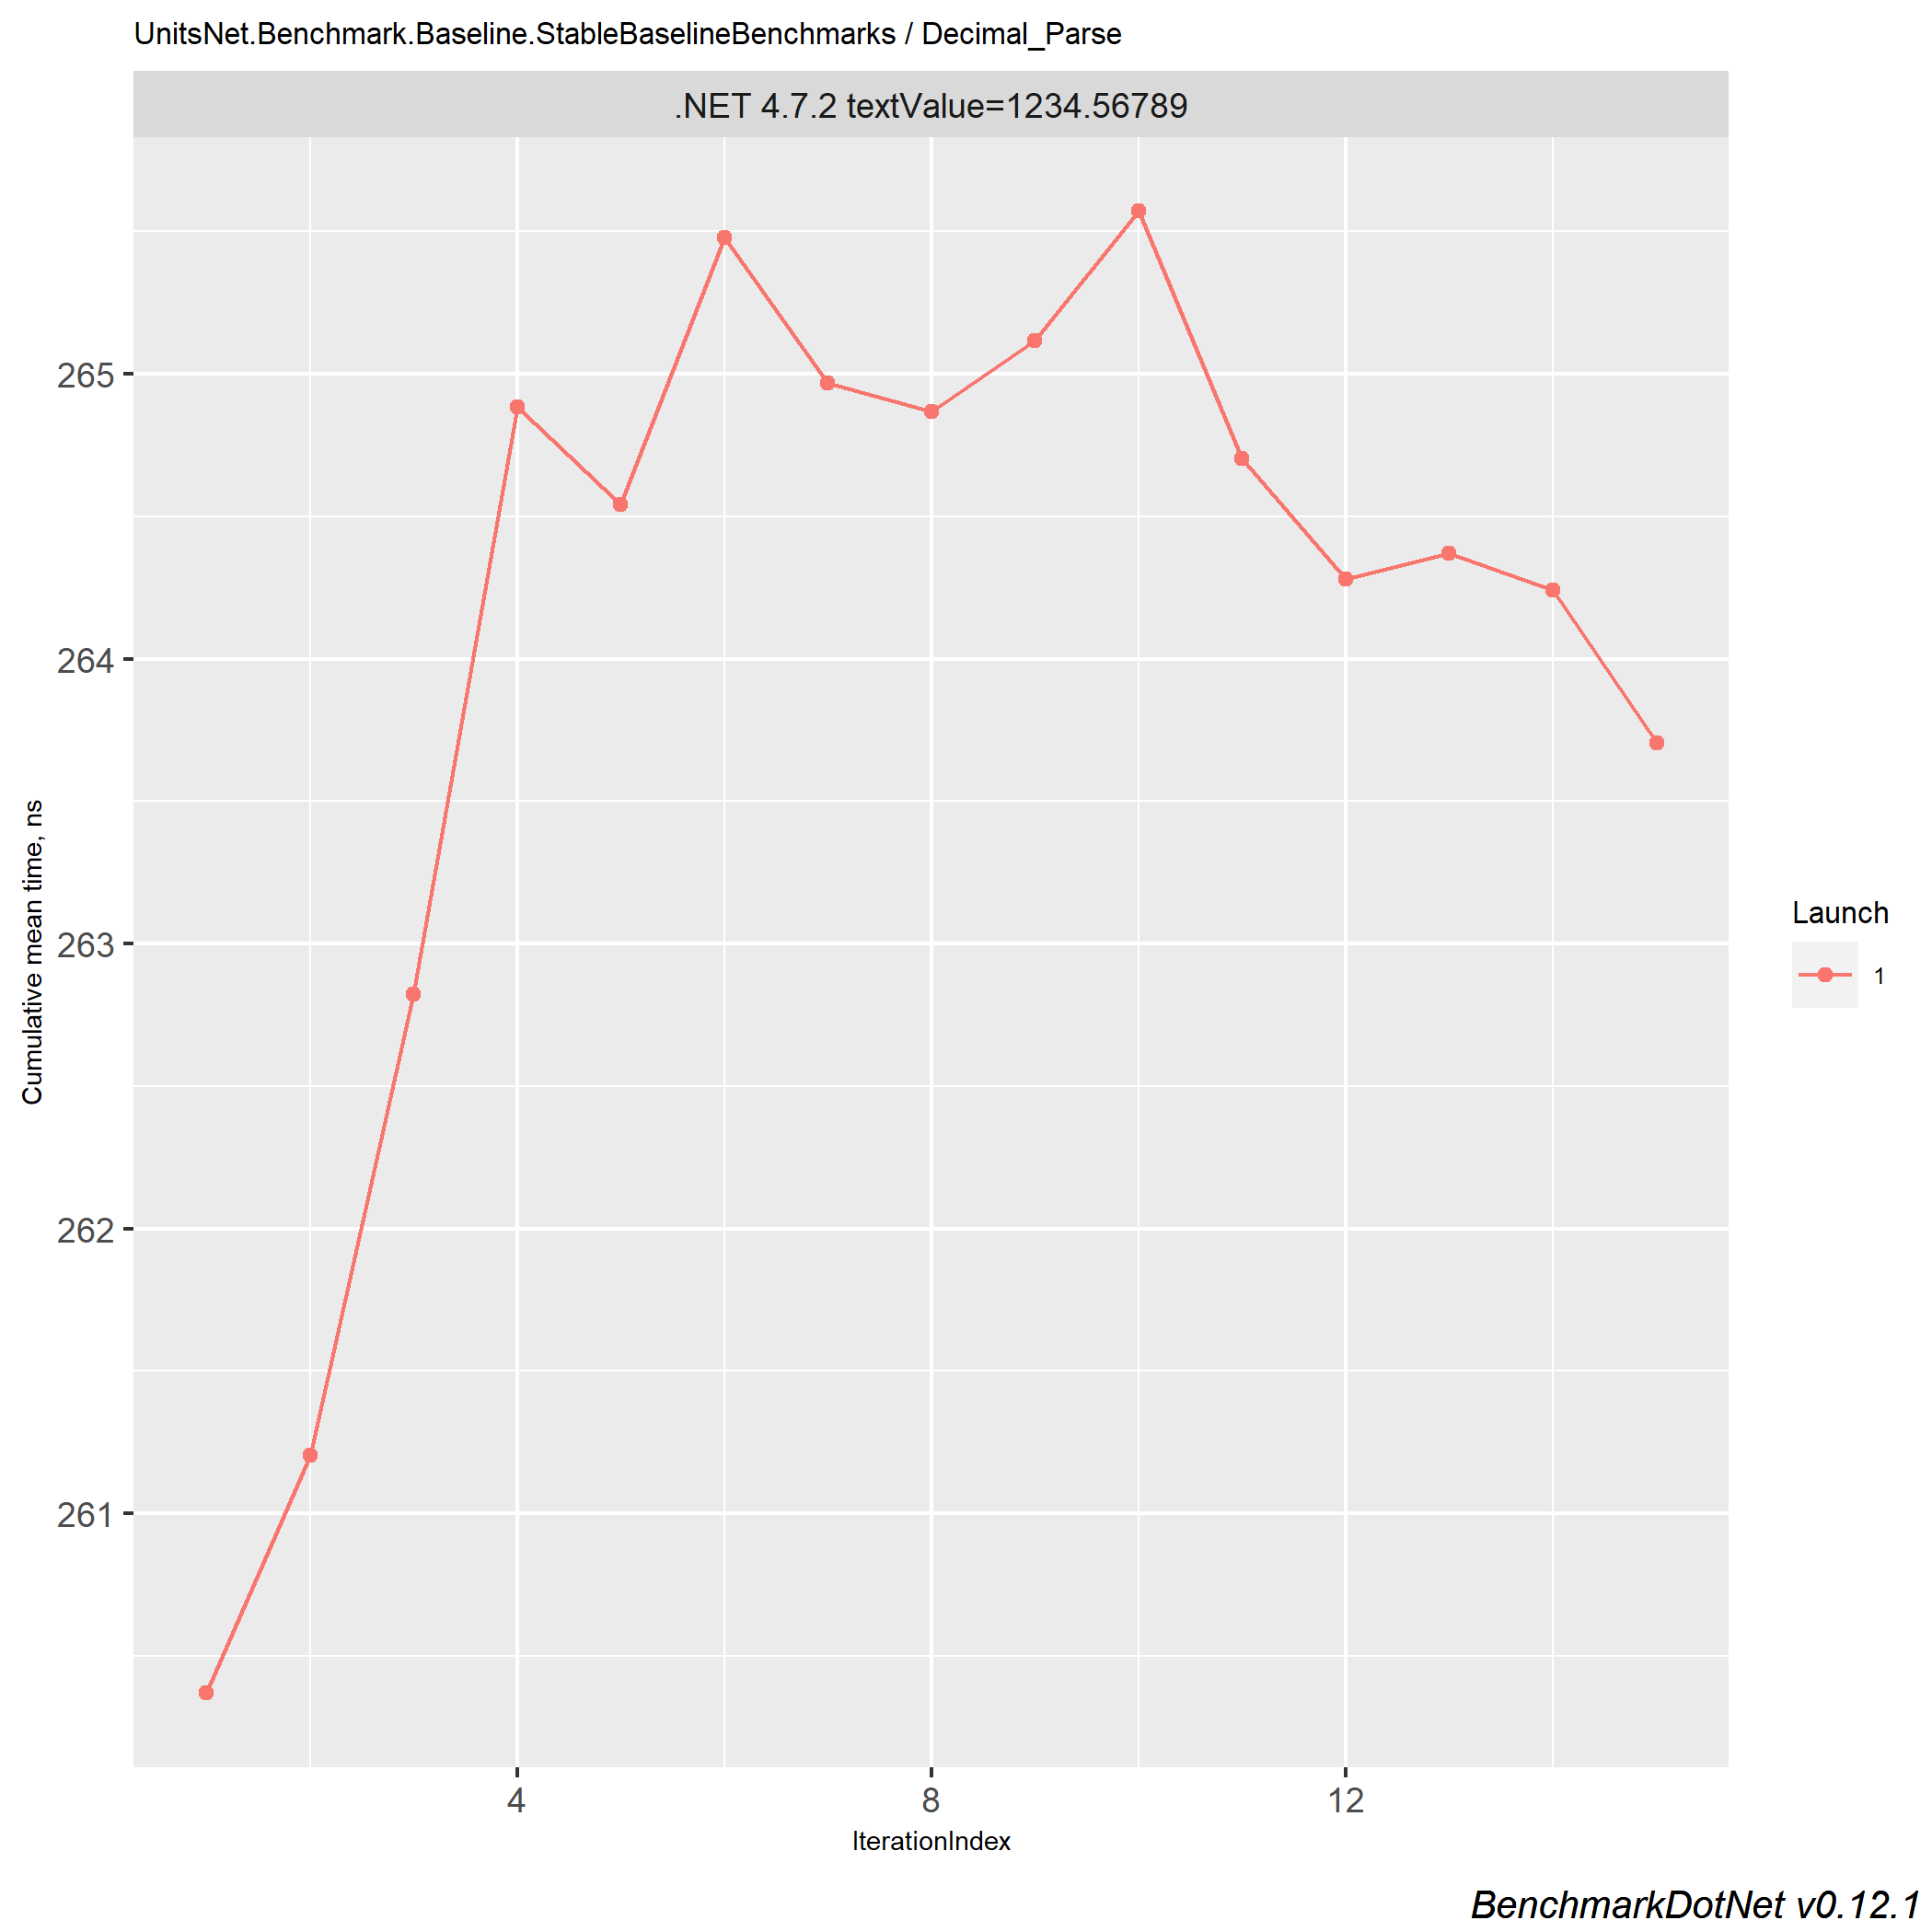 UnitsNet.Benchmark.Baseline.StableBaselineBenchmarks / Decimal_Parse
.NET 4.7.2 textValue=1234.56789
265
264
263
262
261
Cumulative mean time, ns
4 8 12
IterationIndex
Launch
1
BenchmarkDotNet v0.12.1